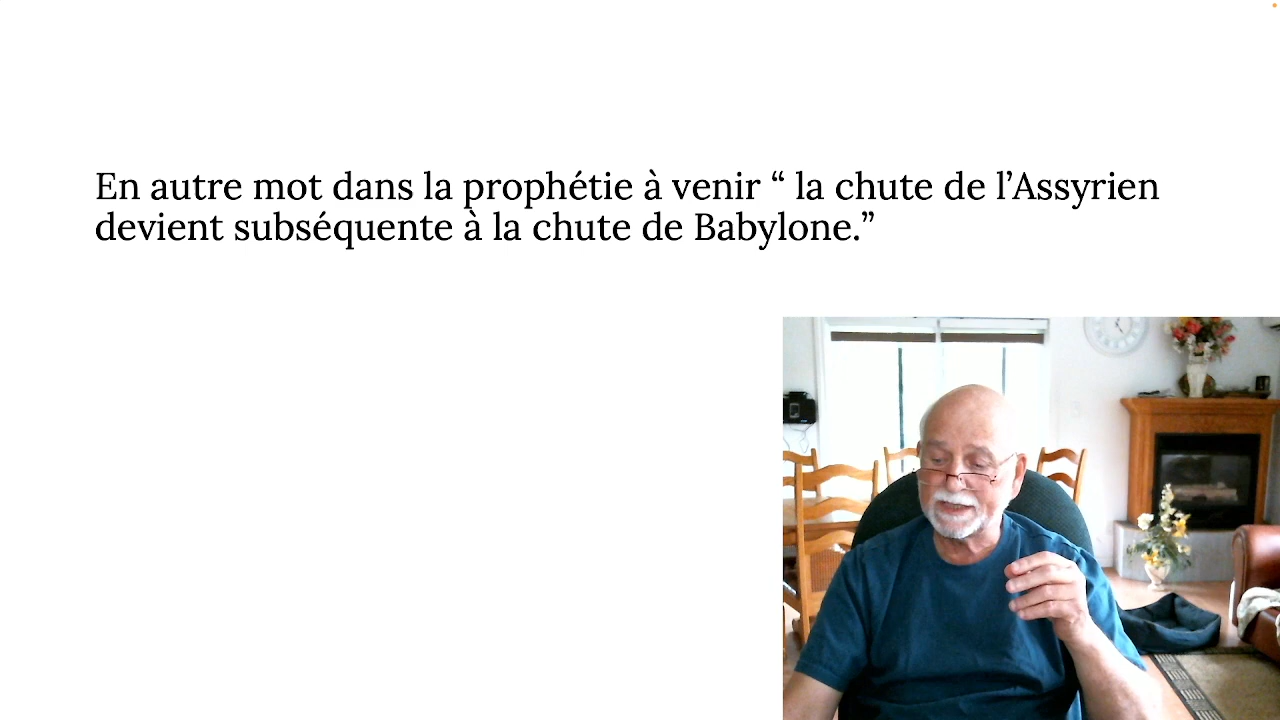 En autre mot dans la prophétie à venir “ la chute de l’Assyrien
devient subséquente à la chute de Babylone.”